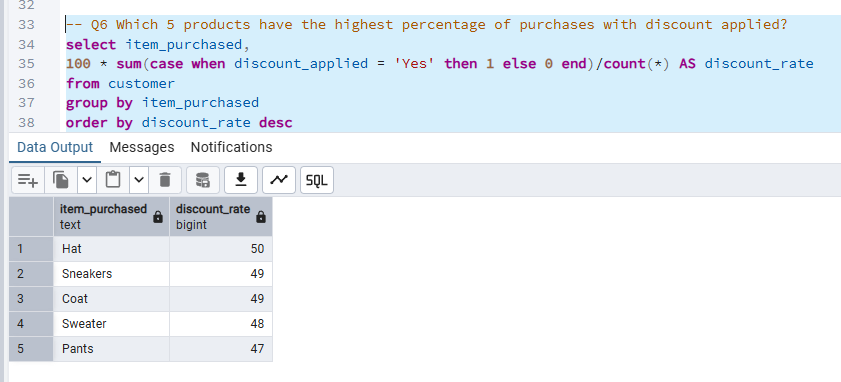 32
33 -- Q6 Which 5 products have the highest percentage of purchases with discount applied?
34 select item_purchased,
35 100 * sum(case when discount_applied = 'Yes' then 1 else 0 end)/count(*) AS discount_rate
36 from customer
37 group by item_purchased
38 order by discount_rate desc
Data Output Messages Notifications
SQL
item_purchased discount_rate
text bigint
1 Hat 50
2 Sneakers 49
3 Coat 49
4 Sweater 48
5 Pants 47